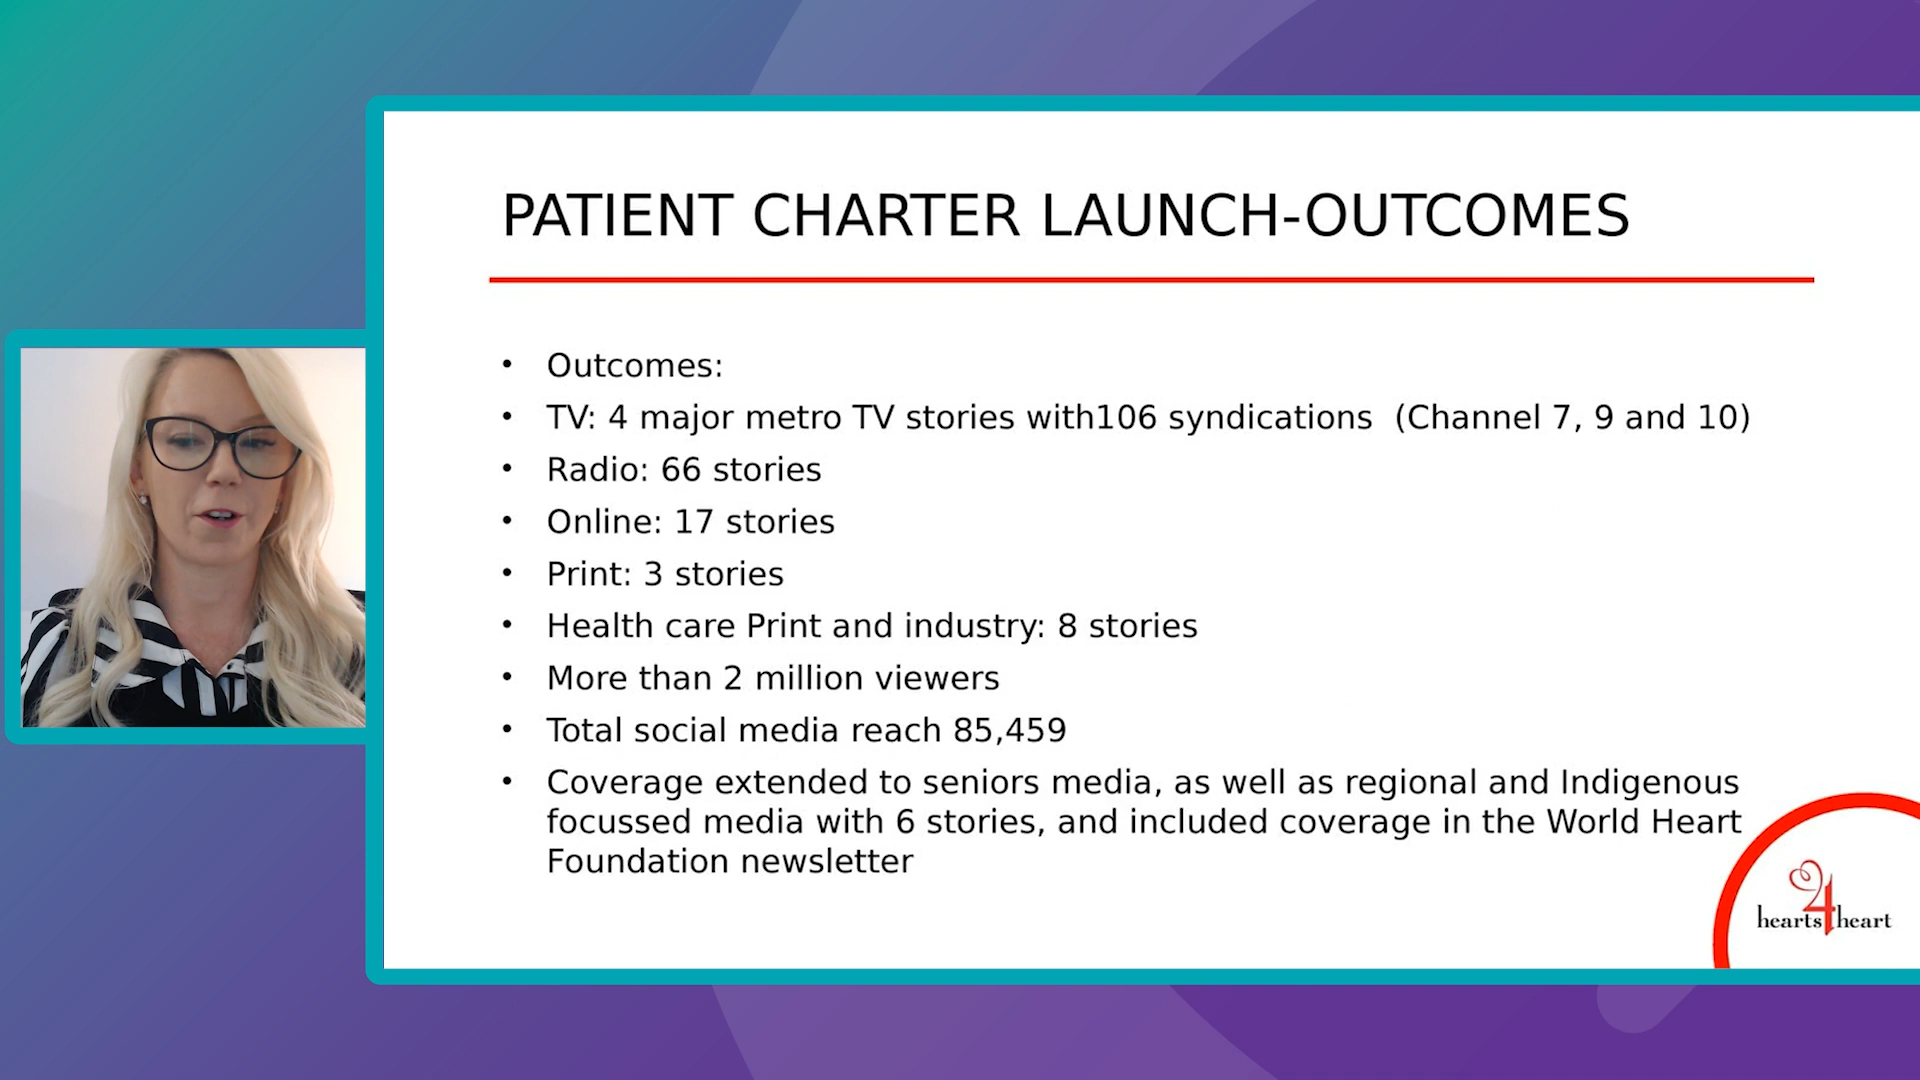 PATIENT CHARTER LAUNCH-OUTCOMES
• Outcomes:
• TV: 4 major metro TV stories with106 syndications  (Channel 7, 9 and 10)
• Radio: 66 stories
• Online: 17 stories
• Print: 3 stories
• Health care Print and industry: 8 stories
• More than 2 million viewers
• Total social media reach 85,459
• Coverage extended to seniors media, as well as regional and Indigenous
focussed media with 6 stories, and included coverage in the World Heart
Foundation newsletter
hearts4heart